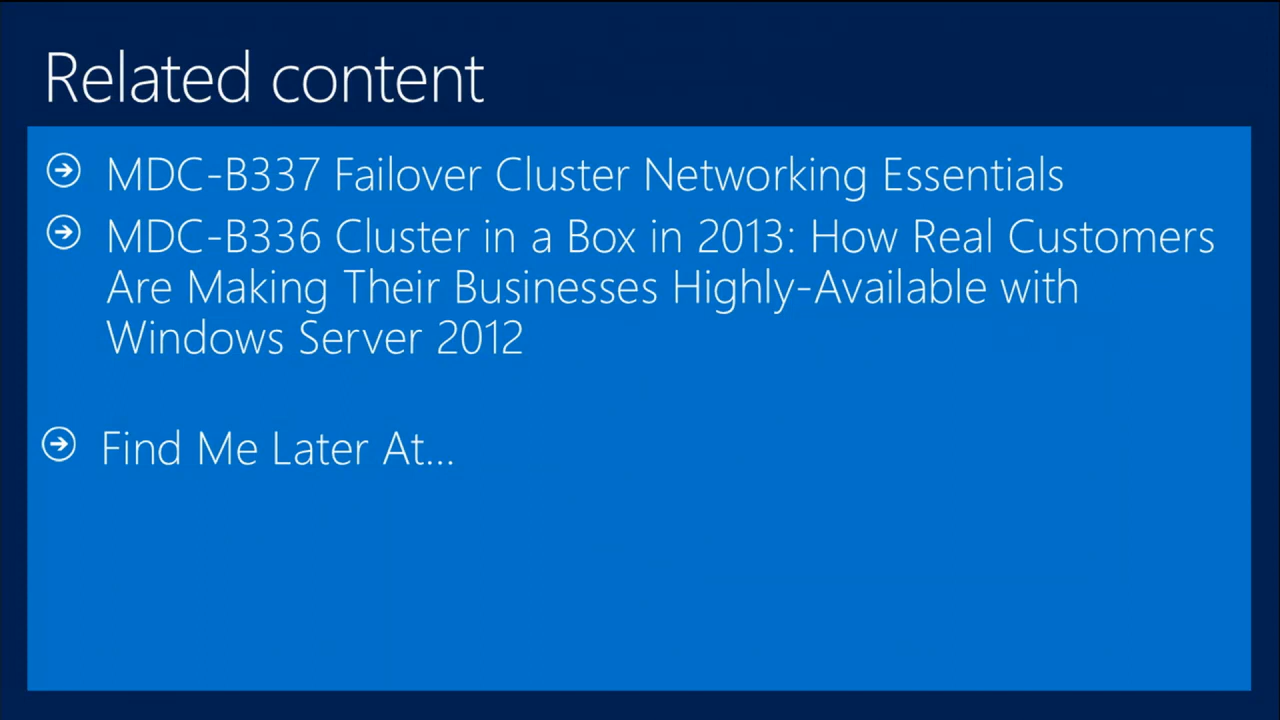 Related content
MDC-B337 Failover Cluster Networking Essentials
MDC-B336 Cluster in a Box in 2013: How Real Customers
Are Making Their Businesses Highly-Available with
Windows Server 2012
Find Me Later At...